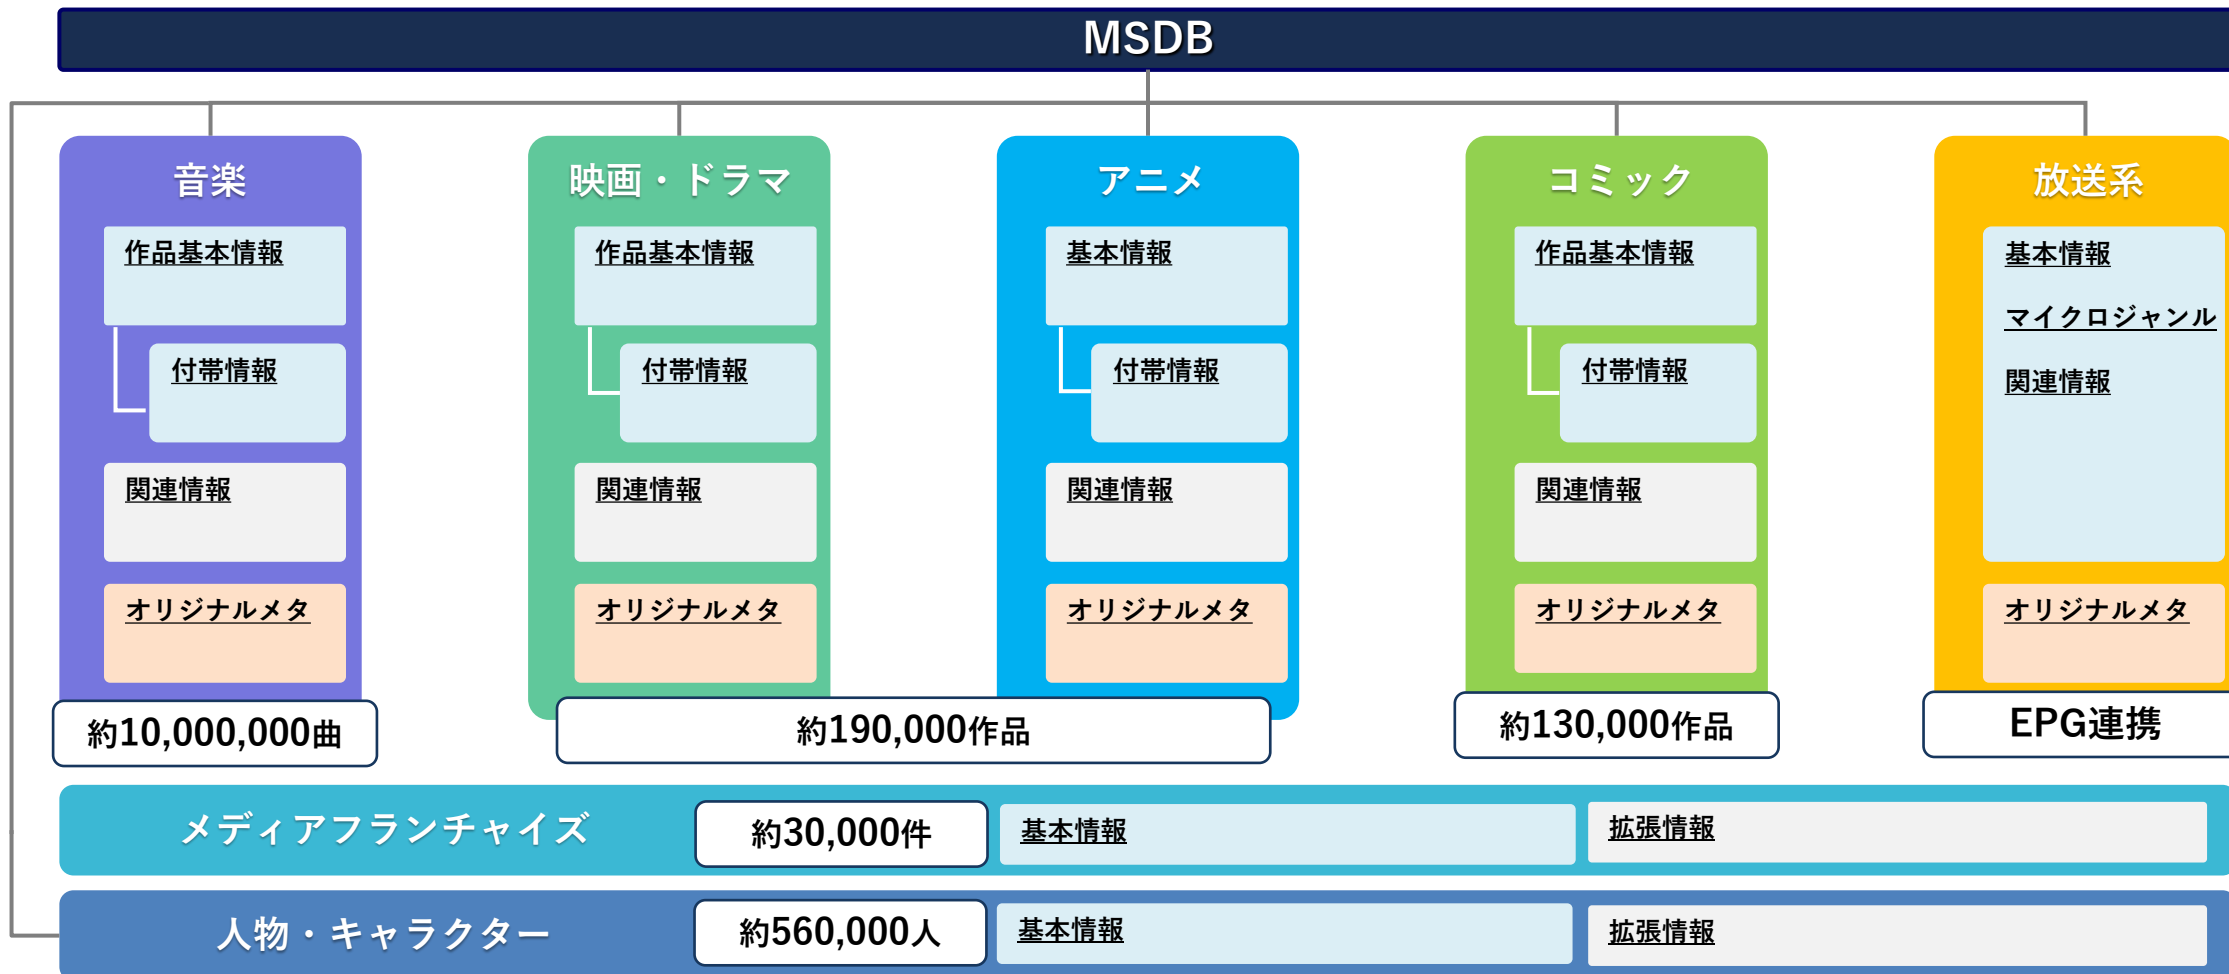 MSDB
音楽
作品基本情報
付帯情報
関連情報
オリジナルメタ
約10,000,000曲
映画・ドラマ
作品基本情報
付帯情報
関連情報
オリジナルメタ
アニメ
基本情報
付帯情報
関連情報
オリジナルメタ
約190,000作品
コミック
作品基本情報
付帯情報
関連情報
オリジナルメタ
約130,000作品
放送系
基本情報
マイクロジャンル
関連情報
オリジナルメタ
EPG連携
メディアフランチャイズ
約30,000件
基本情報
拡張情報
人物・キャラクター
約560,000人
基本情報
拡張情報